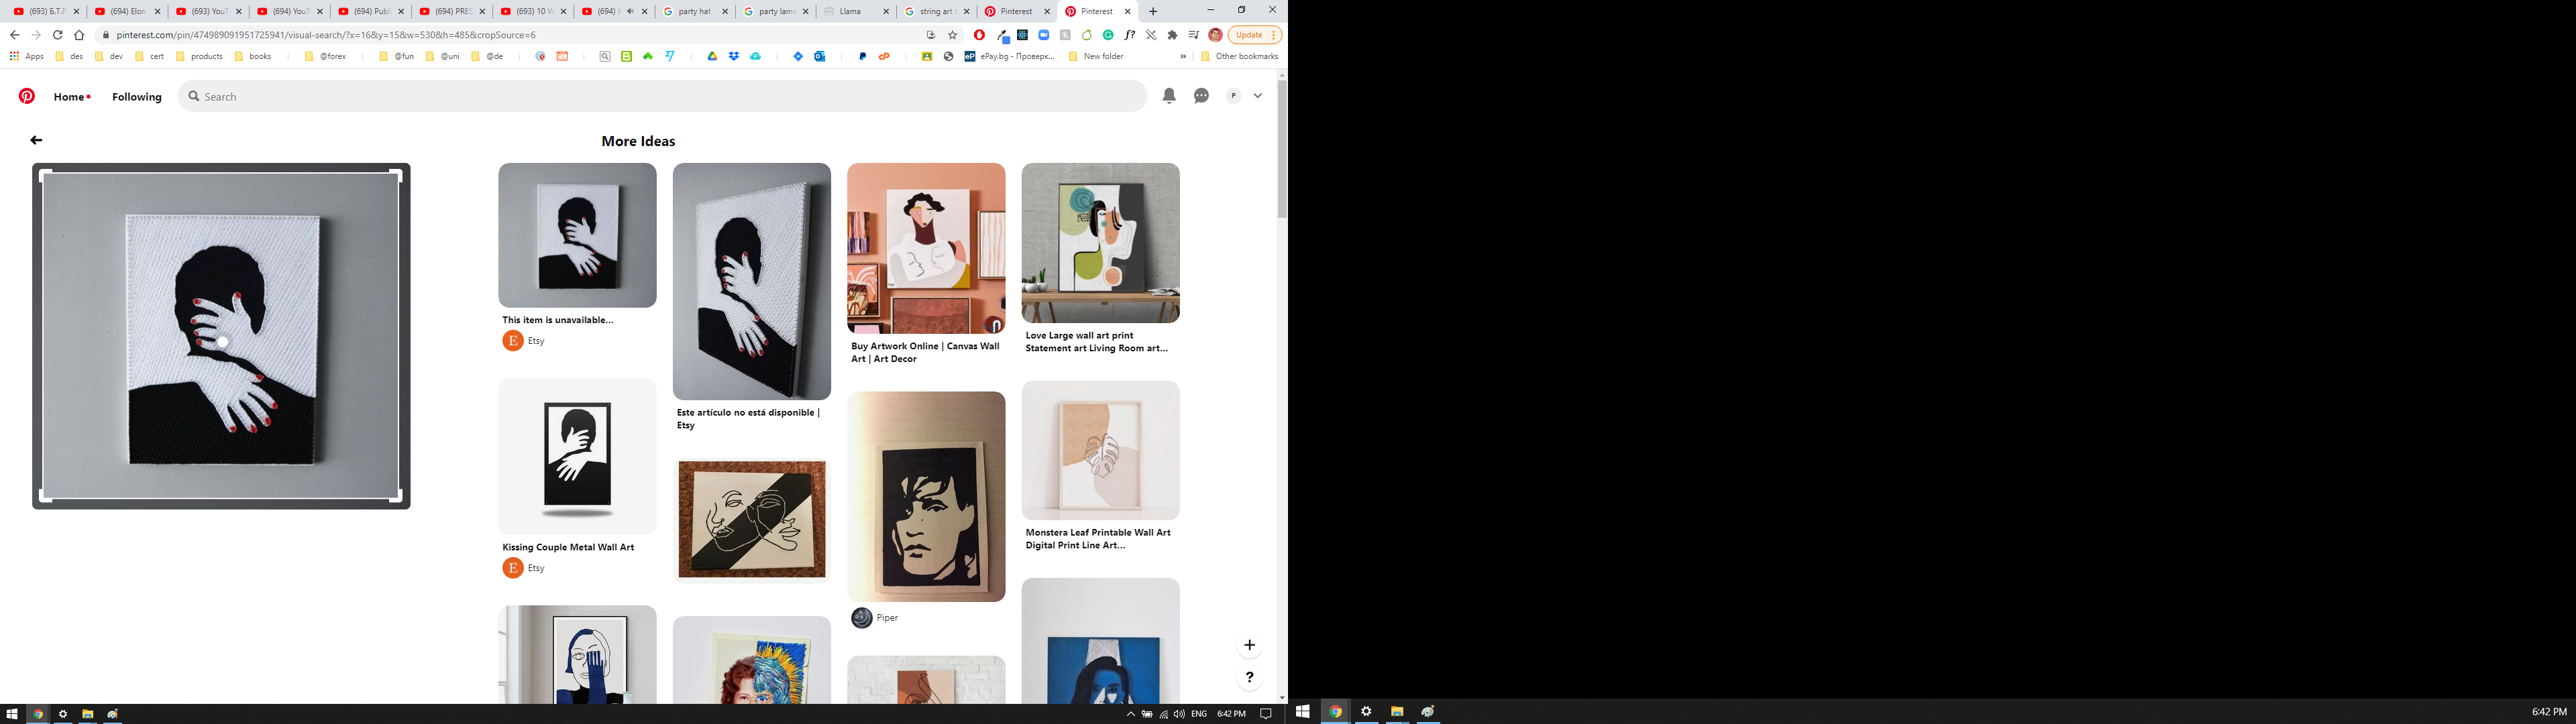 (693) Б.Т.Р
(694) Elon
(693) YouT
(694) YouT
(694) Publ
(694) PRES
(693) 10 W
(694)
party hat
party lama
Llama
string art
Pinterest
Pinterest
pinterest.com/pin/474989091951725941/visual-search/?x=16&y=15&w=530&h=485&cropSource=6
Update
Apps
des
dev
cert
products
books
@forex
@fun
@uni
@de
ePay.bg - Проверк...
New folder
Other bookmarks
Home
Following
Search
P
More Ideas
This item is unavailable...
E Etsy
Este artículo no está disponible |
Etsy
Buy Artwork Online | Canvas Wall
Art | Art Decor
Love Large wall art print
Statement art Living Room art...
Kissing Couple Metal Wall Art
E Etsy
Piper
Monstera Leaf Printable Wall Art
Digital Print Line Art...
+
?
ENG
6:42 PM
6:42 PM